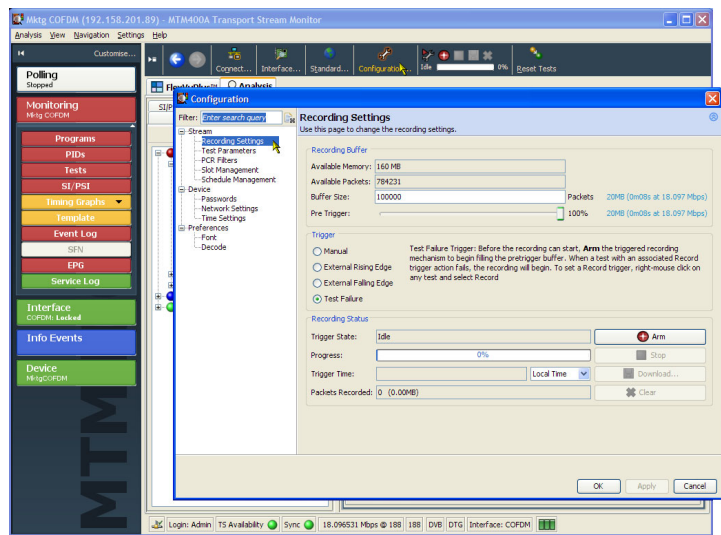 Mktg COFDM (192.158.201.89) - MTM400A Transport Stream Monitor
Analysis View Navigation Settings Help
Customise...
Connect... Interface... Standard... Configuration... Idle 0% Reset Tests
Polling
Stopped
Monitoring
Mktg COFDM
Programs
PIDs
Tests
SI/PSI
Timing Graphs
Template
Event Log
SFN
EPG
Service Log
Interface
COFDM: Locked
Info Events
Device
MktgCOFDM
MTM
Analysis
SI/P
Configuration
Filter: Enter search query
Stream
Recording Settings
Test Parameters
PCR Filters
Slot Management
Schedule Management
Device
Passwords
Network Settings
Time Settings
Preferences
Font
Decode
Recording Settings
Use this page to change the recording settings.
Recording Buffer
Available Memory: 160 MB
Available Packets: 784231
Buffer Size: 100000 Packets 20MB (0m08s at 18.097 Mbps)
Pre Trigger: 100% 20MB (0m08s at 18.097 Mbps)
Trigger
Manual
External Rising Edge
External Falling Edge
Test Failure
Test Failure Trigger: Before the recording can start, Arm the triggered recording
mechanism to begin filling the pretrigger buffer. When a
test with an associated Record
trigger action fails, the recording will begin. To set a Record trigger, right-mouse click on
any test and select Record
Recording Status
Trigger State: Idle Arm
Progress: 0% Stop
Trigger Time: Local Time Download...
Packets Recorded: 0 (0.00MB) Clear
OK Apply Cancel
Login: Admin TS Availability Sync 18.096531 Mbps @ 188 188 DVB DTG Interface: COFDM